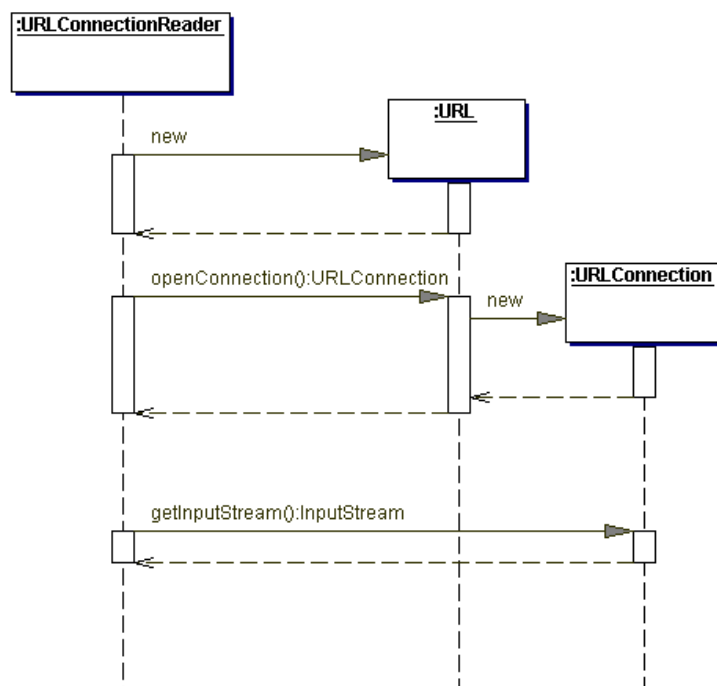 :URLConnectionReader
:URL
new
:URLConnection
openConnection():URLConnection
new
getInputStream():InputStream